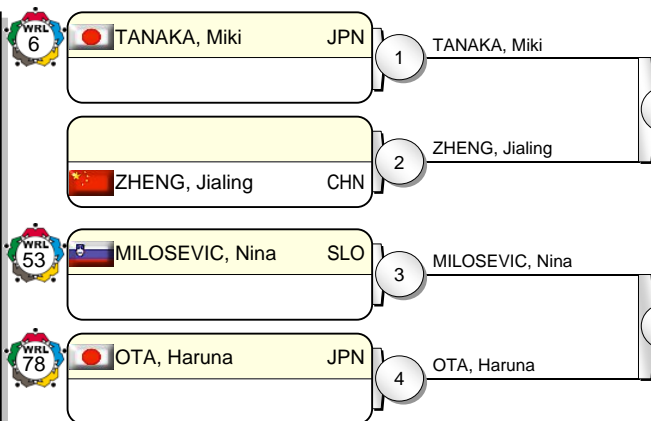 WRL
6
TANAKA, Miki JPN
1
TANAKA, Miki
ZHENG, Jialing CHN
2
ZHENG, Jialing
WRL
53
MILOSEVIC, Nina SLO
3
MILOSEVIC, Nina
WRL
78
OTA, Haruna JPN
4
OTA, Haruna